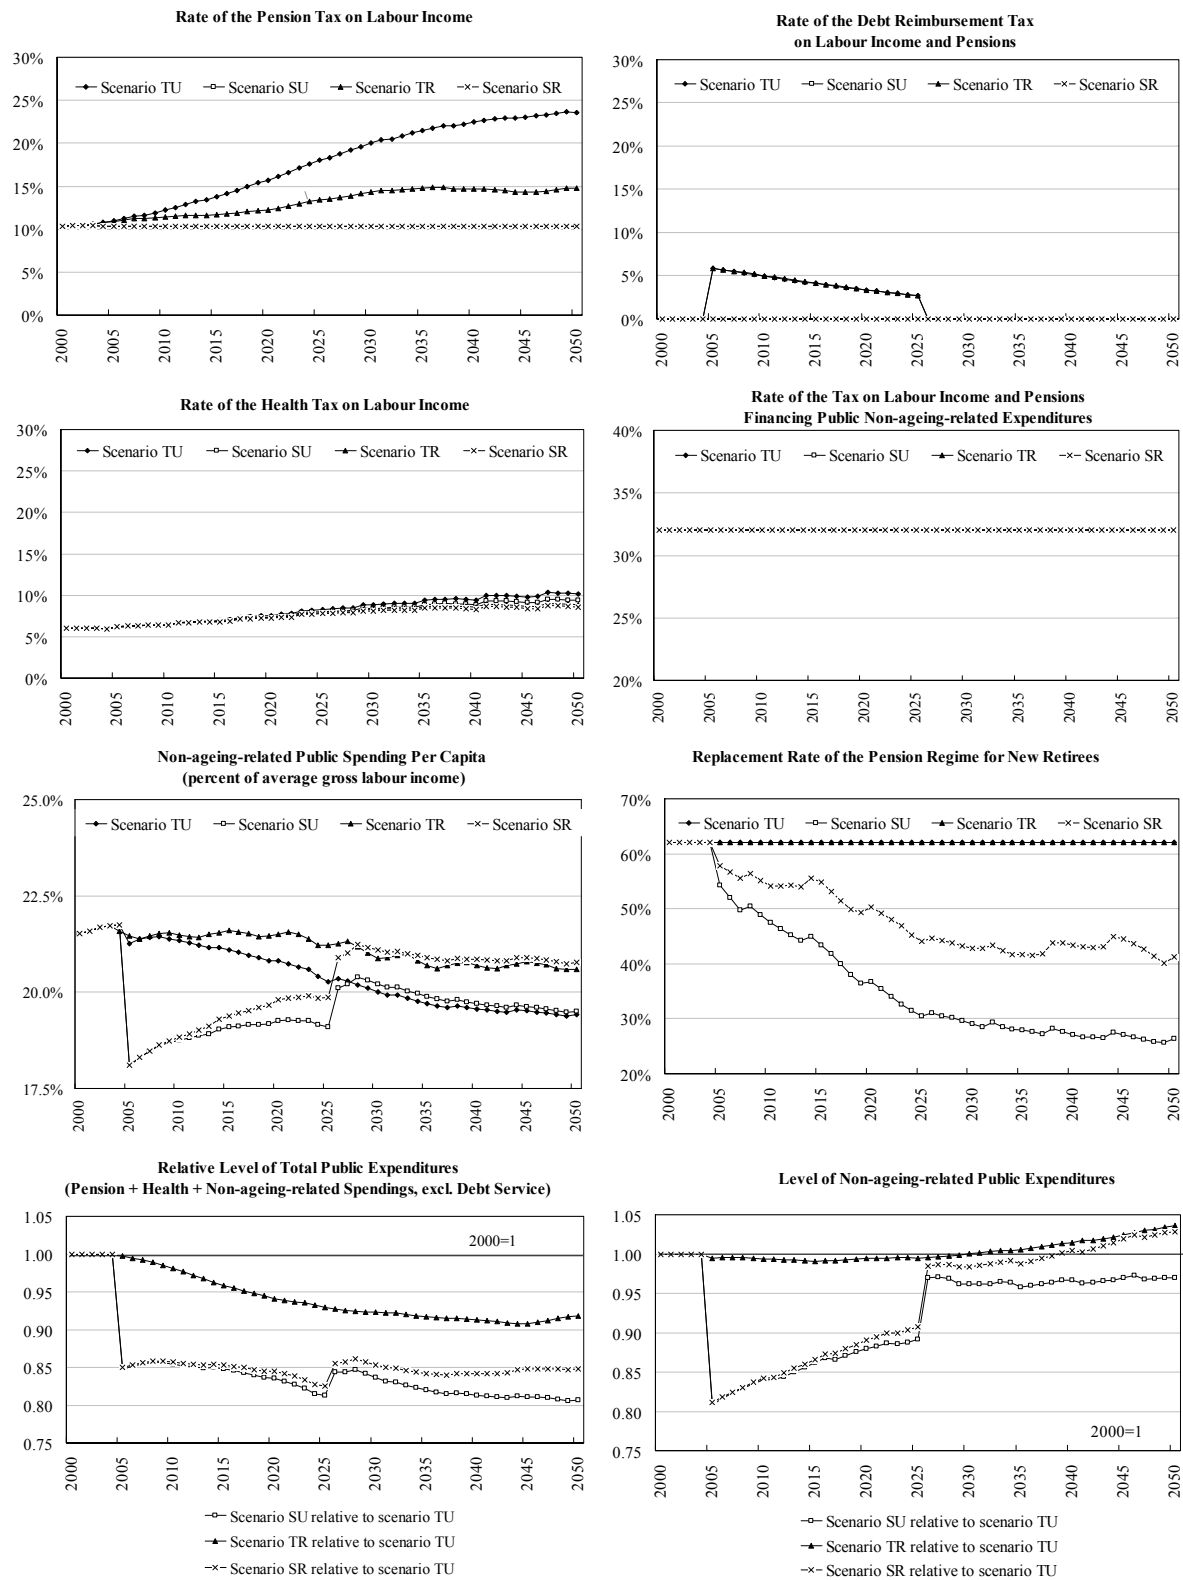 Rate of the Pension Tax on Labour Income
30%
25%
20%
15%
10%
5%
0%
Scenario TU Scenario SU Scenario TR Scenario SR
2000 2005 2010 2015 2020 2025 2030 2035 2040 2045 2050
Rate of the Debt Reimbursement Tax
on Labour Income and Pensions
30%
25%
20%
15%
10%
5%
0%
Scenario TU Scenario SU Scenario TR Scenario SR
2000 2005 2010 2015 2020 2025 2030 2035 2040 2045 2050
Rate of the Health Tax on Labour Income
30%
25%
20%
15%
10%
5%
0%
Scenario TU Scenario SU Scenario TR Scenario SR
2000 2005 2010 2015 2020 2025 2030 2035 2040 2045 2050
Rate of the Tax on Labour Income and Pensions
Financing Public Non-ageing-related Expenditures
40%
35%
30%
25%
20%
Scenario TU Scenario SU Scenario TR Scenario SR
2000 2005 2010 2015 2020 2025 2030 2035 2040 2045 2050
Non-ageing-related Public Spending Per Capita
(percent of average gross labour income)
25.0%
22.5%
20.0%
17.5%
Scenario TU Scenario SU Scenario TR Scenario SR
2000 2005 2010 2015 2020 2025 2030 2035 2040 2045 2050
Replacement Rate of the Pension Regime for New Retirees
70%
60%
50%
40%
30%
20%
Scenario TU Scenario SU Scenario TR Scenario SR
2000 2005 2010 2015 2020 2025 2030 2035 2040 2045 2050
Relative Level of Total Public Expenditures
(Pension + Health + Non-ageing-related Spendings, excl. Debt Service)
1.05
1.00
0.95
0.90
0.85
0.80
0.75
2000=1
2000 2005 2010 2015 2020 2025 2030 2035 2040 2045 2050
Scenario SU relative to scenario TU
Scenario TR relative to scenario TU
Scenario SR relative to scenario TU
Level of Non-ageing-related Public Expenditures
1.05
1.00
0.95
0.90
0.85
0.80
0.75
2000=1
2000 2005 2010 2015 2020 2025 2030 2035 2040 2045 2050
Scenario SU relative to scenario TU
Scenario TR relative to scenario TU
Scenario SR relative to scenario TU